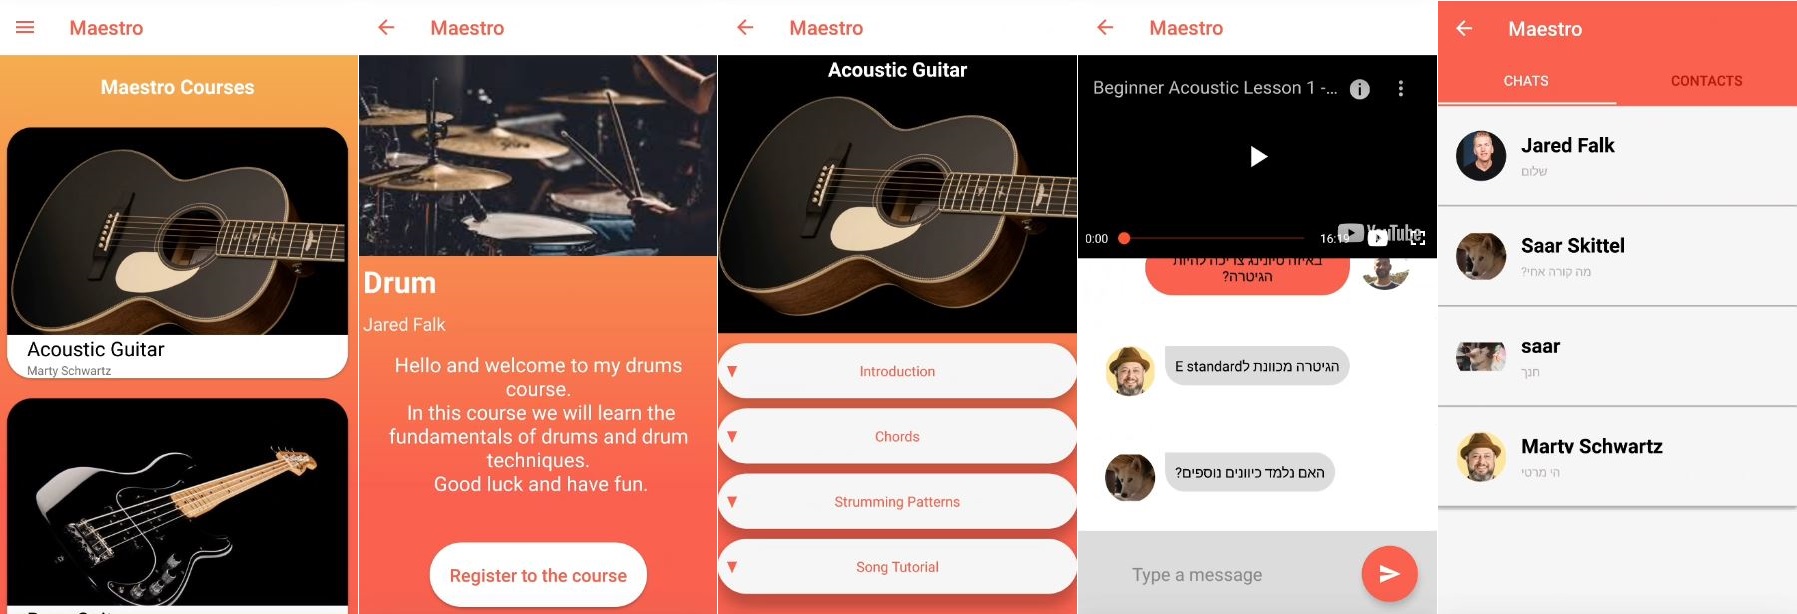 Maestro
Maestro Courses
Acoustic Guitar
Marty Schwartz
Maestro
Drum
Jared Falk
Hello and welcome to my drums
course.
In this course we will learn the
fundamentals of drums and drum
techniques.
Good luck and have fun.
Register to the course
Maestro
Acoustic Guitar
Introduction
Chords
Strumming Patterns
Song Tutorial
Maestro
Beginner Acoustic Lesson 1 -...
0:00
16:19
YouTube
באיזה טיונינג צריכה להיות
הגיטרה?
הגיטרה מכוונת לE standard
האם נלמד כיוונים נוספים?
Type a message
Maestro
CHATS
CONTACTS
Jared Falk
שלום
Saar Skittel
מה קורה אחי?
saar
חנך
Marty Schwartz
הי מרטי